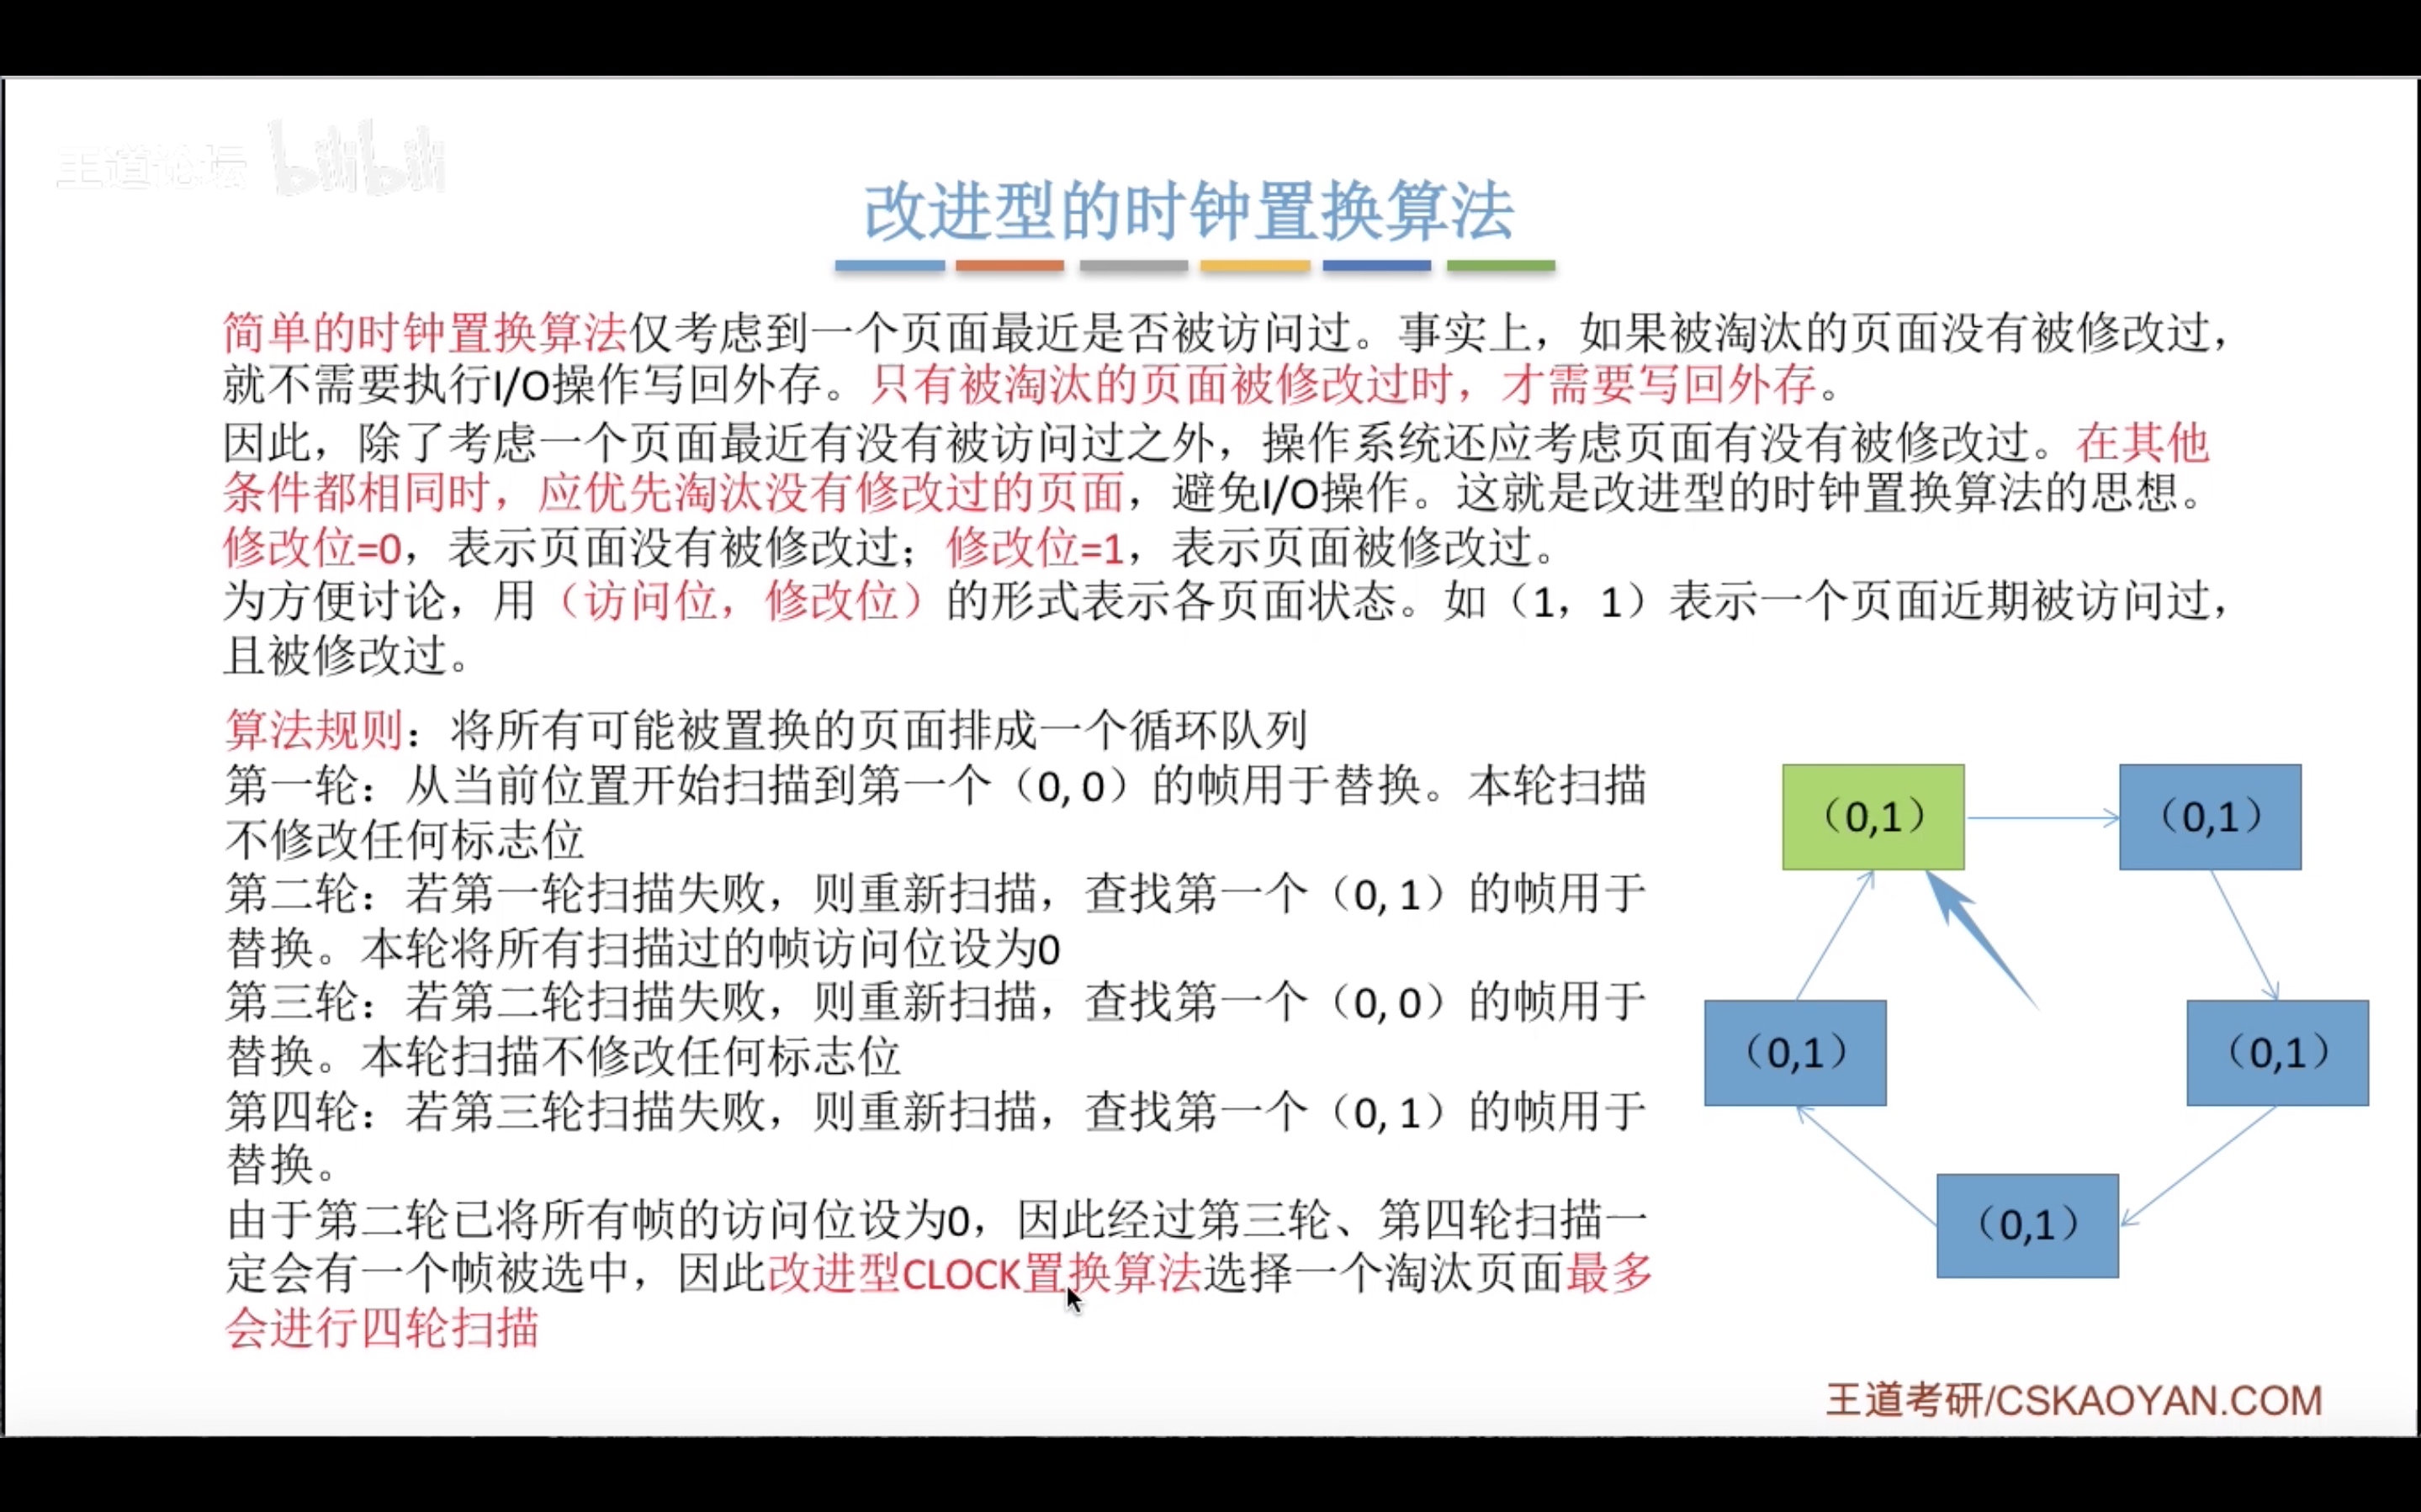 王道论坛 bilibili
改进型的时钟置换算法
简单的时钟置换算法仅考虑到一个页面最近是否被访问过。事实上，如果被淘汰的页面没有被修改过，
就不需要执行I/O操作写回外存。只有被淘汰的页面被修改过时，才需要写回外存。
因此，除了考虑一个页面最近有没有被访问过之外，操作系统还应考虑页面有没有被修改过。在其他
条件都相同时，应优先淘汰没有修改过的页面，避免I/O操作。这就是改进型的时钟置换算法的思想。
修改位=0，表示页面没有被修改过；修改位=1，表示页面被修改过。
为方便讨论，用（访问位，修改位）的形式表示各页面状态。如（1，1）表示一个页面近期被访问过，
且被修改过。
算法规则：将所有可能被置换的页面排成一个循环队列
第一轮：从当前位置开始扫描到第一个（0, 0）的帧用于替换。本轮扫描
不修改任何标志位
第二轮：若第一轮扫描失败，则重新扫描，查找第一个（0, 1）的帧用于
替换。本轮将所有扫描过的帧访问位设为0
第三轮：若第二轮扫描失败，则重新扫描，查找第一个（0, 0）的帧用于
替换。本轮扫描不修改任何标志位
第四轮：若第三轮扫描失败，则重新扫描，查找第一个（0, 1）的帧用于
替换。
由于第二轮已将所有帧的访问位设为0，因此经过第三轮、第四轮扫描一
定会有一个帧被选中，因此改进型CLOCK置换算法选择一个淘汰页面最多
会进行四轮扫描
（0,1）
（0,1）
（0,1）
（0,1）
（0,1）
王道考研/CSKAOYAN.COM